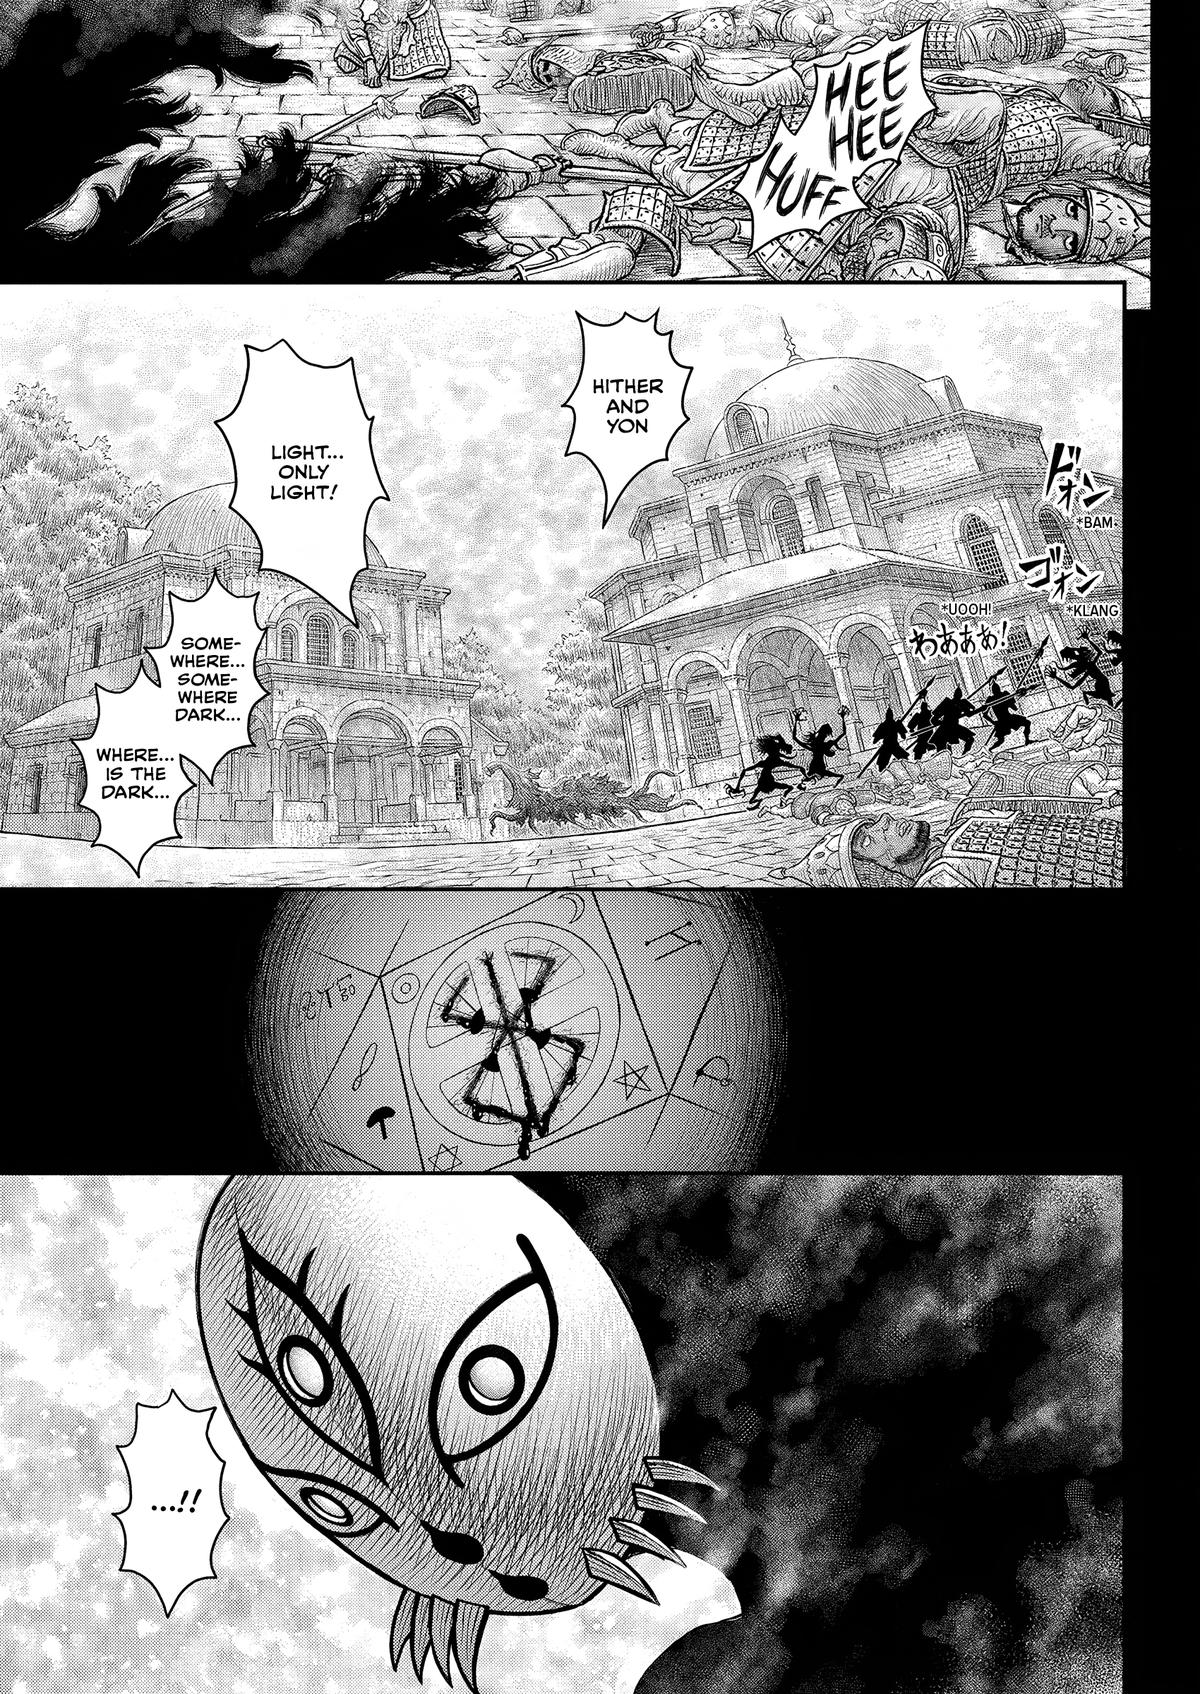 HEE
HEE
HUFF
HITHER
AND
YON
LIGHT...
ONLY
LIGHT!
ドオン
*BAM
ゴオン
*KLANG
*UOOH!
わあああ!
SOME-
WHERE...
SOME-
WHERE
DARK...
WHERE...
IS THE
DARK...
...!!